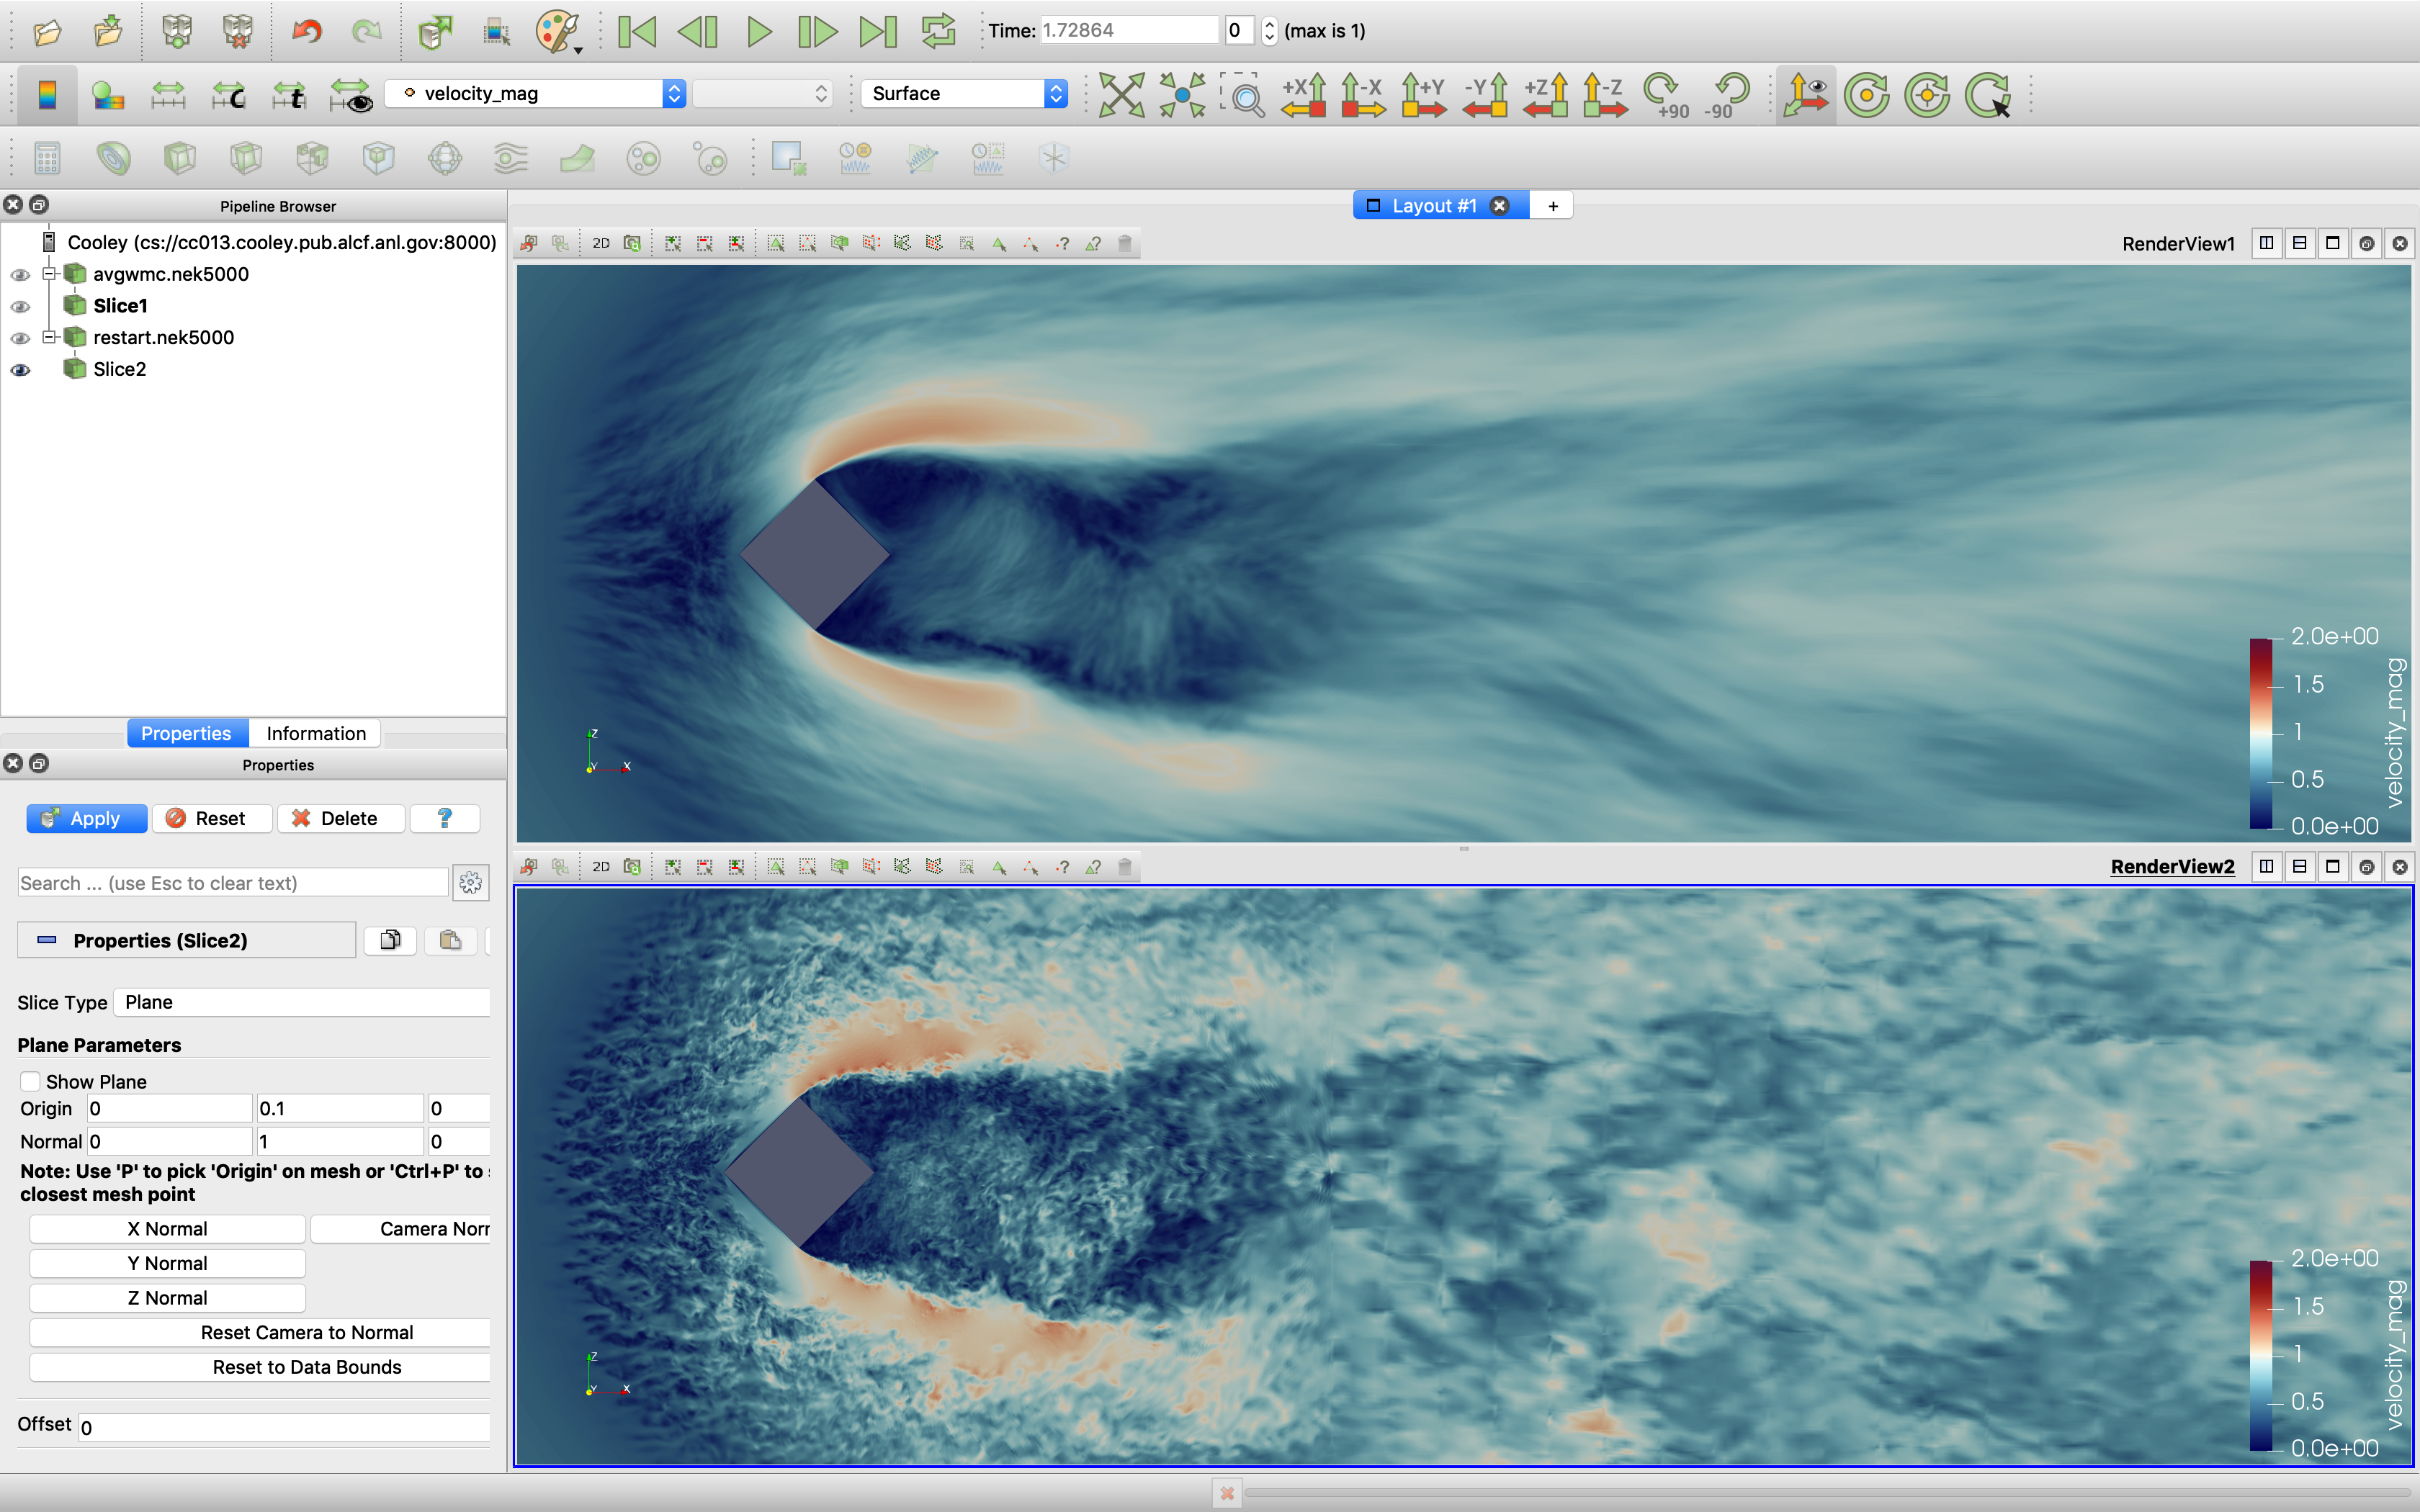 Time: 1.72864 0 (max is 1)
velocity_mag Surface +X -X +Y -Y +Z -Z +90 -90
C
t
Pipeline Browser
Layout #1 +
Cooley (cs://cc013.cooley.pub.alcf.anl.gov:8000)
avgwmc.nek5000
Slice1
restart.nek5000
Slice2
2D ? ? RenderView1
2.0e+00
1.5
1
0.5
0.0e+00
velocity_mag
Z
Y X
Properties Information
Properties
Apply Reset Delete ?
Search ... (use Esc to clear text)
Properties (Slice2)
Slice Type Plane
Plane Parameters
Show Plane
Origin 0 0.1 0
Normal 0 1 0
Note: Use 'P' to pick 'Origin' on mesh or 'Ctrl+P' to
closest mesh point
X Normal Camera Norr
Y Normal
Z Normal
Reset Camera to Normal
Reset to Data Bounds
Offset 0
2D ? ? RenderView2
2.0e+00
1.5
1
0.5
0.0e+00
velocity_mag
Z
Y X